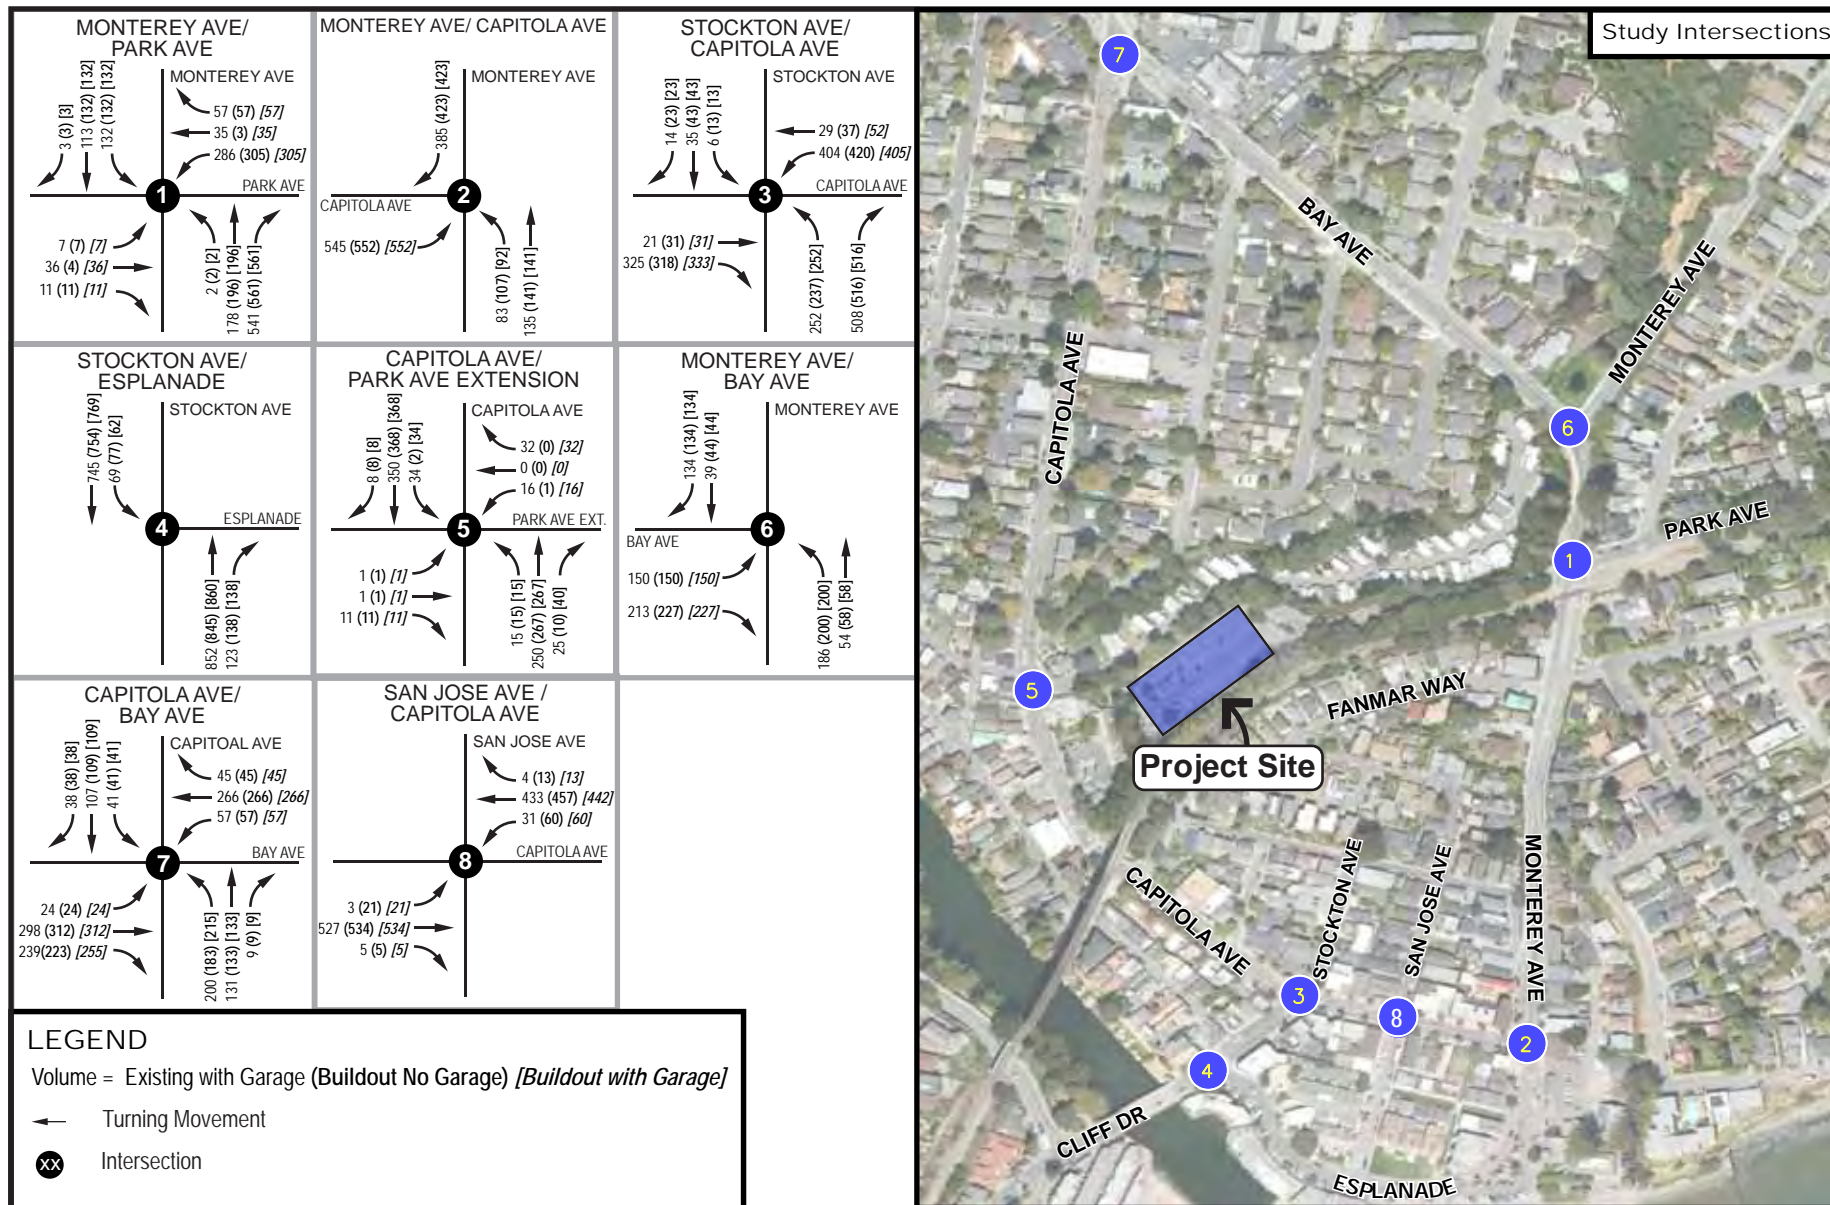 MONTEREY AVE/
PARK AVE
MONTEREY AVE
3 (3) [3]
113 (132) [132]
132 (132) [132]
57 (57) [57]
35 (3) [35]
286 (305) [305]
PARK AVE
1
7 (7) [7]
36 (4) [36]
11 (11) [11]
2 (2) [2]
178 (196) [196]
541 (561) [561]
MONTEREY AVE/ CAPITOLA AVE
MONTEREY AVE
385 (423) [423]
2
CAPITOLA AVE
545 (552) [552]
83 (107) [92]
135 (141) [141]
STOCKTON AVE/
CAPITOLA AVE
STOCKTON AVE
14 (23) [23]
35 (43) [43]
6 (13) [13]
29 (37) [52]
404 (420) [405]
CAPITOLA AVE
3
21 (31) [31]
325 (318) [333]
252 (237) [252]
508 (516) [516]
STOCKTON AVE/
ESPLANADE
STOCKTON AVE
745 (754) [769]
69 (77) [62]
4
ESPLANADE
852 (845) [860]
123 (138) [138]
CAPITOLA AVE/
PARK AVE EXTENSION
CAPITOLA AVE
8 (8) [8]
350 (368) [368]
34 (2) [34]
32 (0) [32]
0 (0) [0]
16 (1) [16]
PARK AVE EXT.
5
1 (1) [1]
1 (1) [1]
11 (11) [11]
15 (15) [15]
250 (267) [267]
25 (10) [40]
MONTEREY AVE/
BAY AVE
MONTEREY AVE
134 (134) [134]
39 (44) [44]
6
BAY AVE
150 (150) [150]
213 (227) [227]
186 (200) [200]
54 (58) [58]
CAPITOLA AVE/
BAY AVE
CAPITOAL AVE
38 (38) [38]
107 (109) [109]
41 (41) [41]
45 (45) [45]
266 (266) [266]
57 (57) [57]
BAY AVE
7
24 (24) [24]
298 (312) [312]
239(223) [255]
200 (183) [215]
131 (133) [133]
9 (9) [9]
SAN JOSE AVE /
CAPITOLA AVE
SAN JOSE AVE
4 (13) [13]
433 (457) [442]
31 (60) [60]
CAPITOLA AVE
8
3 (21) [21]
527 (534) [534]
5 (5) [5]
LEGEND
Volume = Existing with Garage (Buildout No Garage) [Buildout with Garage]
Turning Movement
XX Intersection
Study Intersections
7
BAY AVE
MONTEREY AVE
CAPITOLA AVE
6
PARK AVE
1
5
FANMAR WAY
Project Site
CAPITOLA AVE
STOCKTON AVE
SAN JOSE AVE
MONTEREY AVE
3
8
2
4
CLIFF DR
ESPLANADE